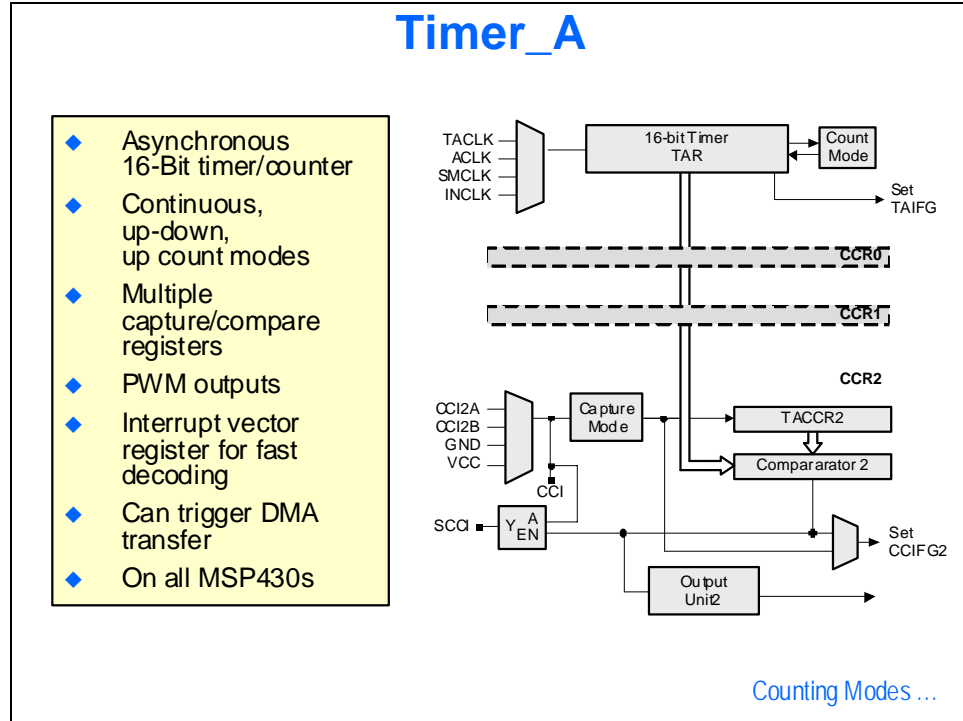 Timer_A
Asynchronous
16-Bit timer/counter
Continuous,
up-down,
up count modes
Multiple
capture/compare
registers
PWM outputs
Interrupt vector
register for fast
decoding
Can trigger DMA
transfer
On all MSP430s
TACLK
ACLK
SMCLK
INCLK
16-bit Timer
TAR
Count
Mode
Set
TAIFG
CCR0
CCR1
CCR2
CCI2A
CCI2B
GND
VCC
Capture
Mode
TACCR2
Compararator 2
CCI
SCCI
Y A
EN
Set
CCIFG2
Output
Unit2
Counting Modes ...